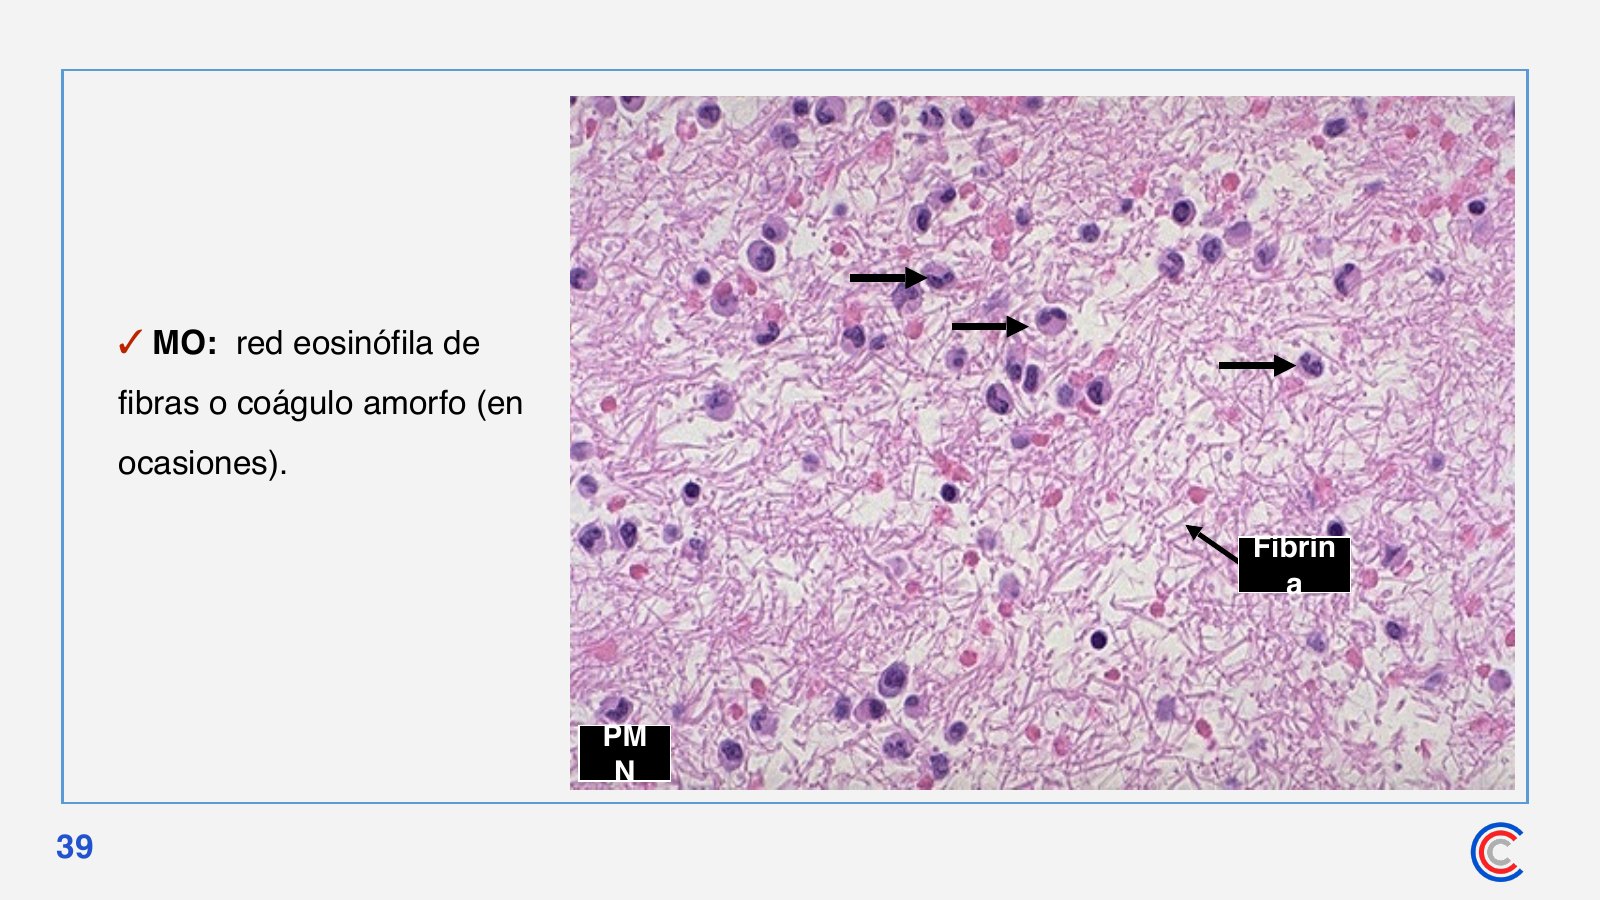 ✓ MO: red eosinófila de
fibras o coágulo amorfo (en
ocasiones).
Fibrin
a
PM
N
39